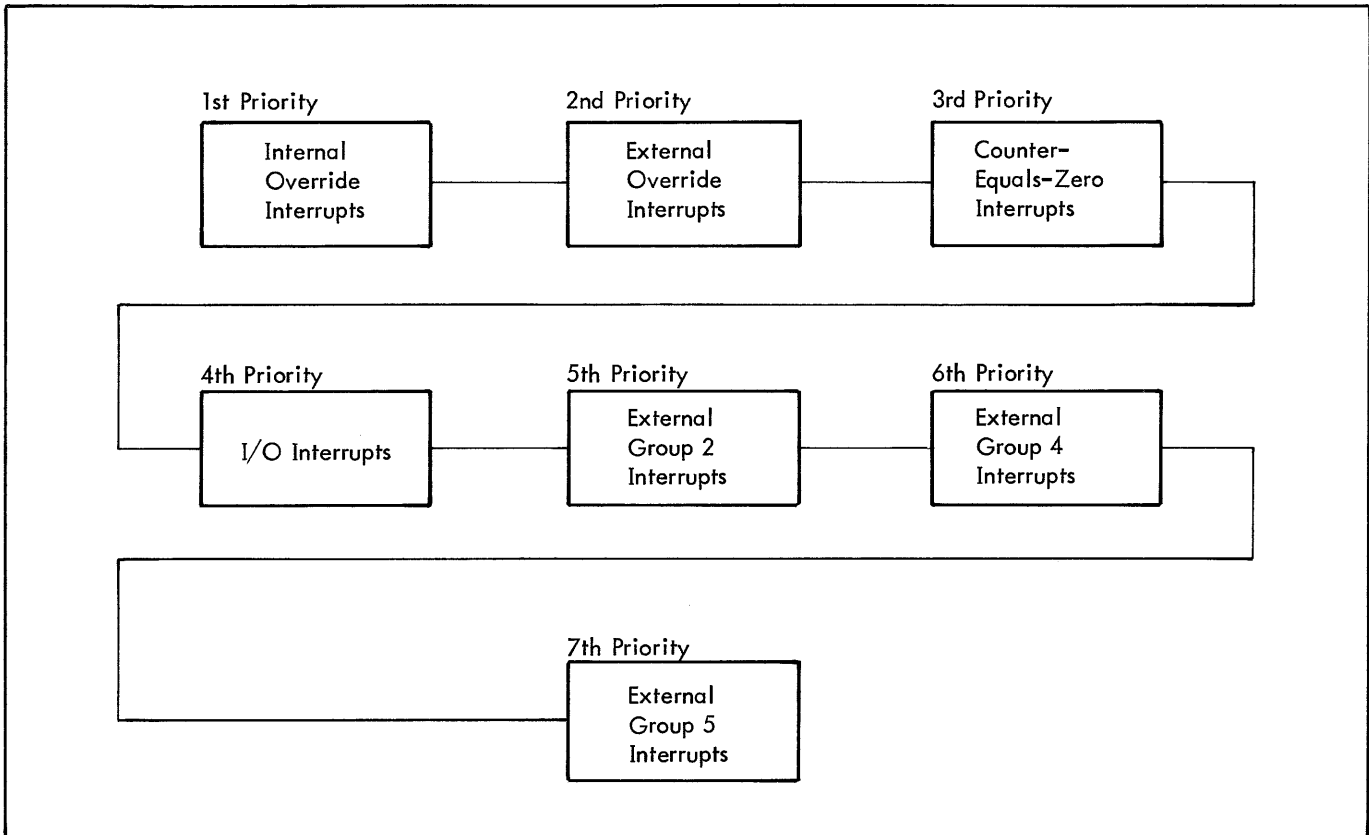 1st Priority
Internal
Override
Interrupts
2nd Priority
External
Override
Interrupts
3rd Priority
Counter-
Equals-Zero
Interrupts
4th Priority
I/O Interrupts
5th Priority
External
Group 2
Interrupts
6th Priority
External
Group 4
Interrupts
7th Priority
External
Group 5
Interrupts